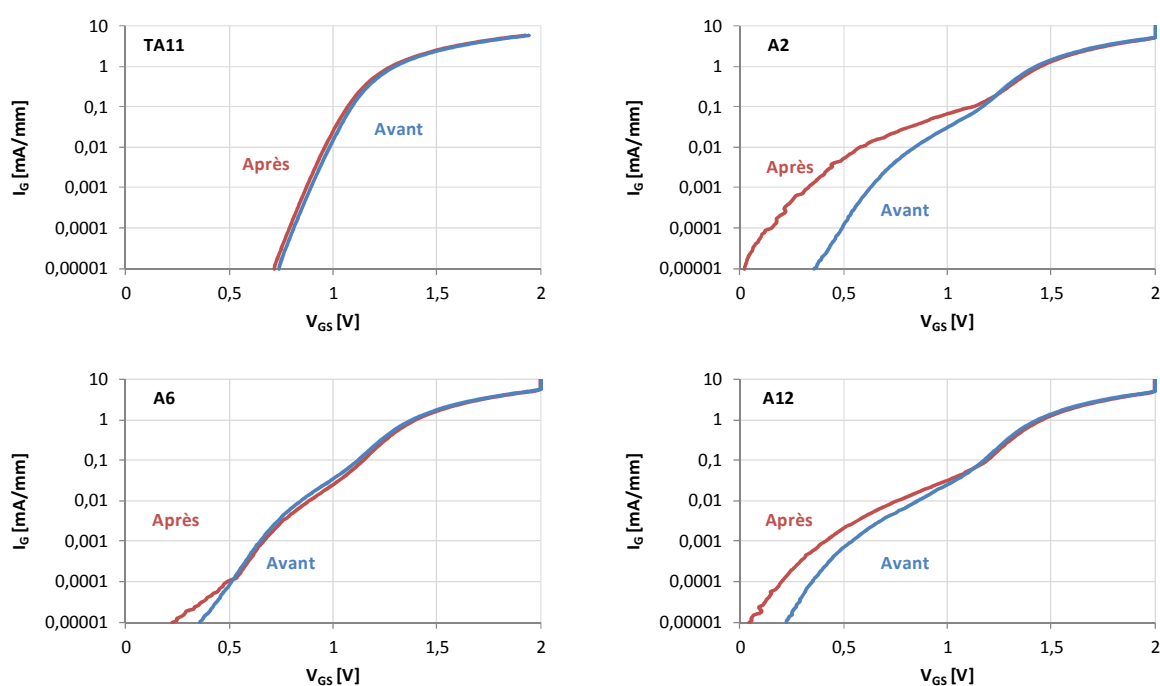 TA11
I_G [mA/mm]
10
1
0,1
0,01
0,001
0,0001
0,00001
Avant
Après
0 0,5 1 1,5 2
V_GS [V]
A2
I_G [mA/mm]
10
1
0,1
0,01
0,001
0,0001
0,00001
Après
Avant
0 0,5 1 1,5 2
V_GS [V]
A6
I_G [mA/mm]
10
1
0,1
0,01
0,001
0,0001
0,00001
Après
Avant
0 0,5 1 1,5 2
V_GS [V]
A12
I_G [mA/mm]
10
1
0,1
0,01
0,001
0,0001
0,00001
Après
Avant
0 0,5 1 1,5 2
V_GS [V]